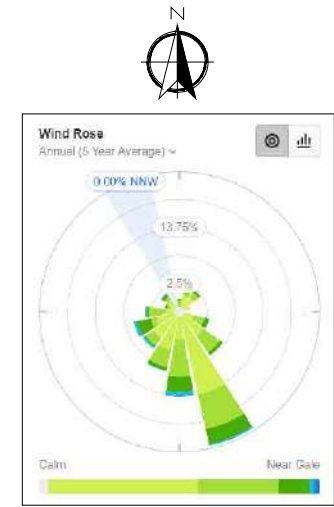 N
Wind Rose
Annual (5 Year Average)
0.00% NNW
13.75%
2.5%
Calm
Near Gale